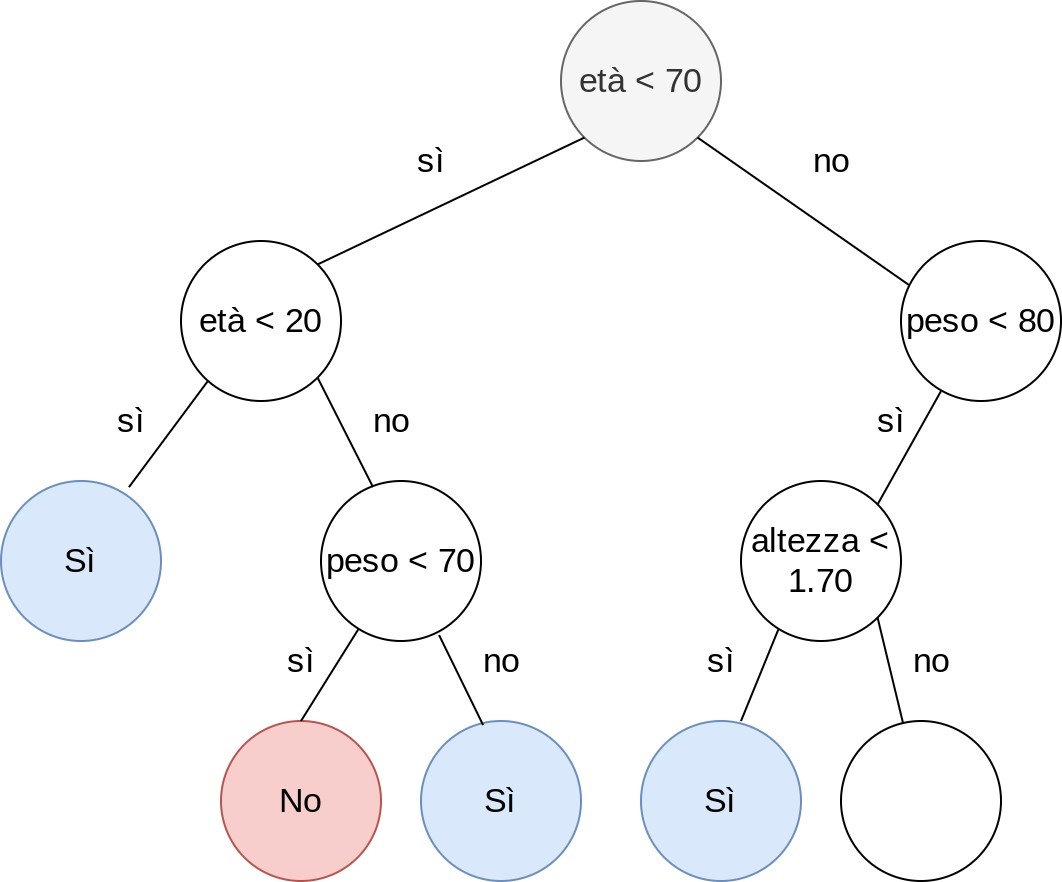 età < 70
sì
no
età < 20
peso < 80
sì
no
sì
Sì
peso < 70
altezza <
1.70
sì
no
sì
no
No
Sì
Sì